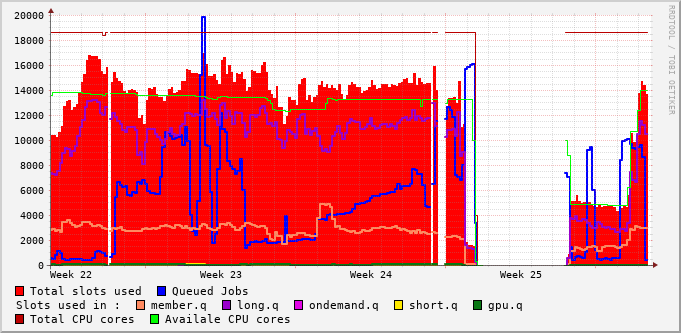 20000
18000
16000
14000
12000
10000
8000
6000
4000
2000
0
Week 22 Week 23 Week 24 Week 25
RRDTOOL / TOBI OETIKER
Total slots used Queued Jobs
Slots used in : member.q long.q ondemand.q short.q gpu.q
Total CPU cores Availale CPU cores